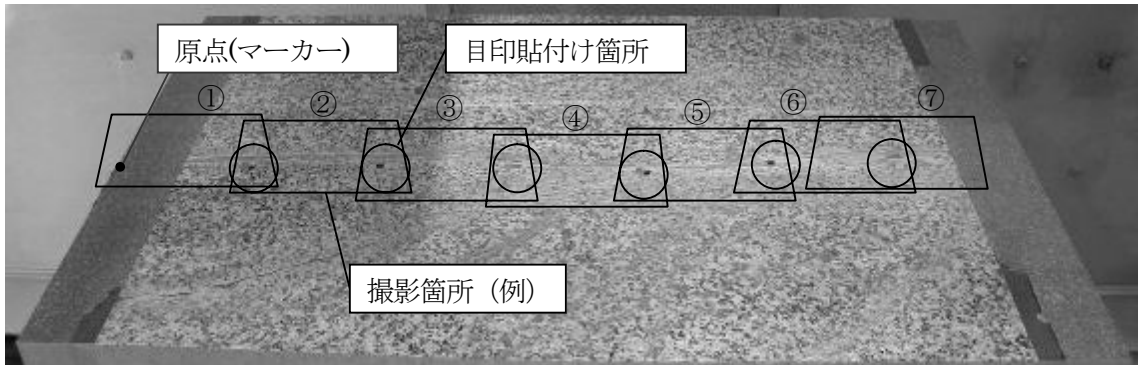 原点(マーカー)
目印貼付け箇所
①
②
③
④
⑤
⑥
⑦
撮影箇所（例）